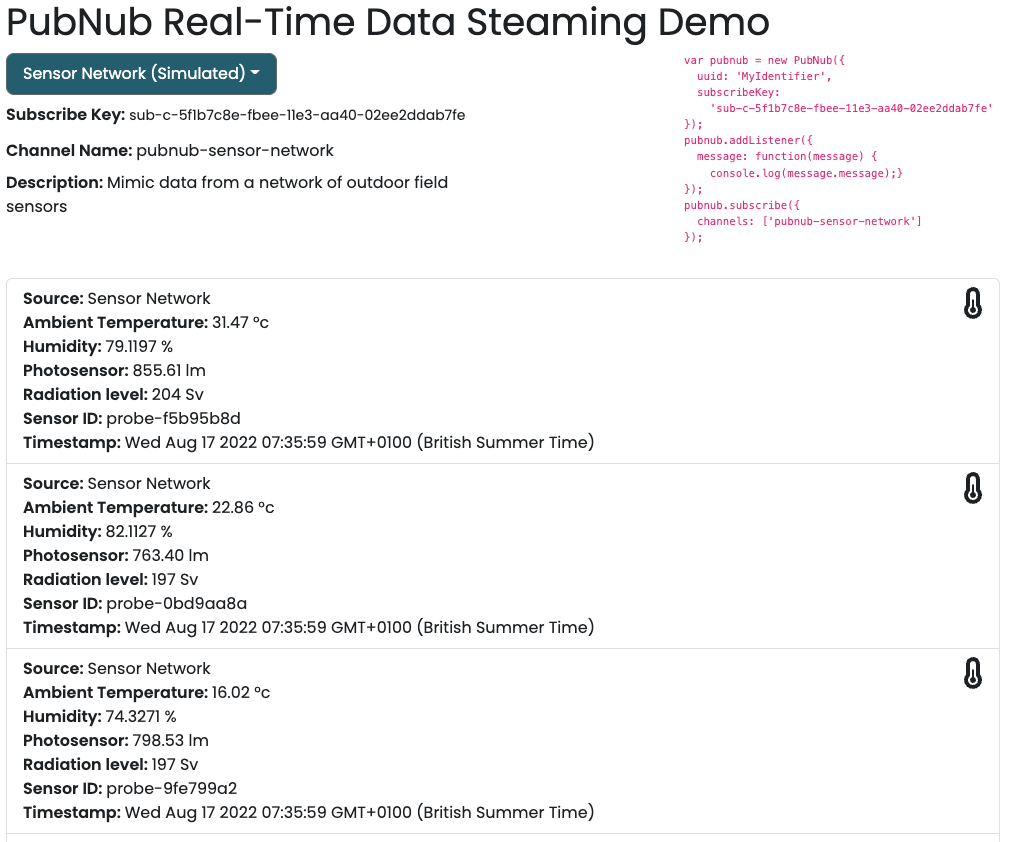 PubNub Real-Time Data Steaming Demo
Sensor Network (Simulated)
Subscribe Key: sub-c-5f1b7c8e-fbee-11e3-aa40-02ee2ddab7fe
Channel Name: pubnub-sensor-network
Description: Mimic data from a network of outdoor field
sensors
var pubnub = new PubNub({
  uuid: 'MyIdentifier',
  subscribeKey:
    'sub-c-5f1b7c8e-fbee-11e3-aa40-02ee2ddab7fe'
});
pubnub.addListener({
  message: function(message) {
    console.log(message.message);}
});
pubnub.subscribe({
  channels: ['pubnub-sensor-network']
});
Source: Sensor Network
Ambient Temperature: 31.47 ºc
Humidity: 79.1197 %
Photosensor: 855.61 lm
Radiation level: 204 Sv
Sensor ID: probe-f5b95b8d
Timestamp: Wed Aug 17 2022 07:35:59 GMT+0100 (British Summer Time)
Source: Sensor Network
Ambient Temperature: 22.86 ºc
Humidity: 82.1127 %
Photosensor: 763.40 lm
Radiation level: 197 Sv
Sensor ID: probe-0bd9aa8a
Timestamp: Wed Aug 17 2022 07:35:59 GMT+0100 (British Summer Time)
Source: Sensor Network
Ambient Temperature: 16.02 ºc
Humidity: 74.3271 %
Photosensor: 798.53 lm
Radiation level: 197 Sv
Sensor ID: probe-9fe799a2
Timestamp: Wed Aug 17 2022 07:35:59 GMT+0100 (British Summer Time)